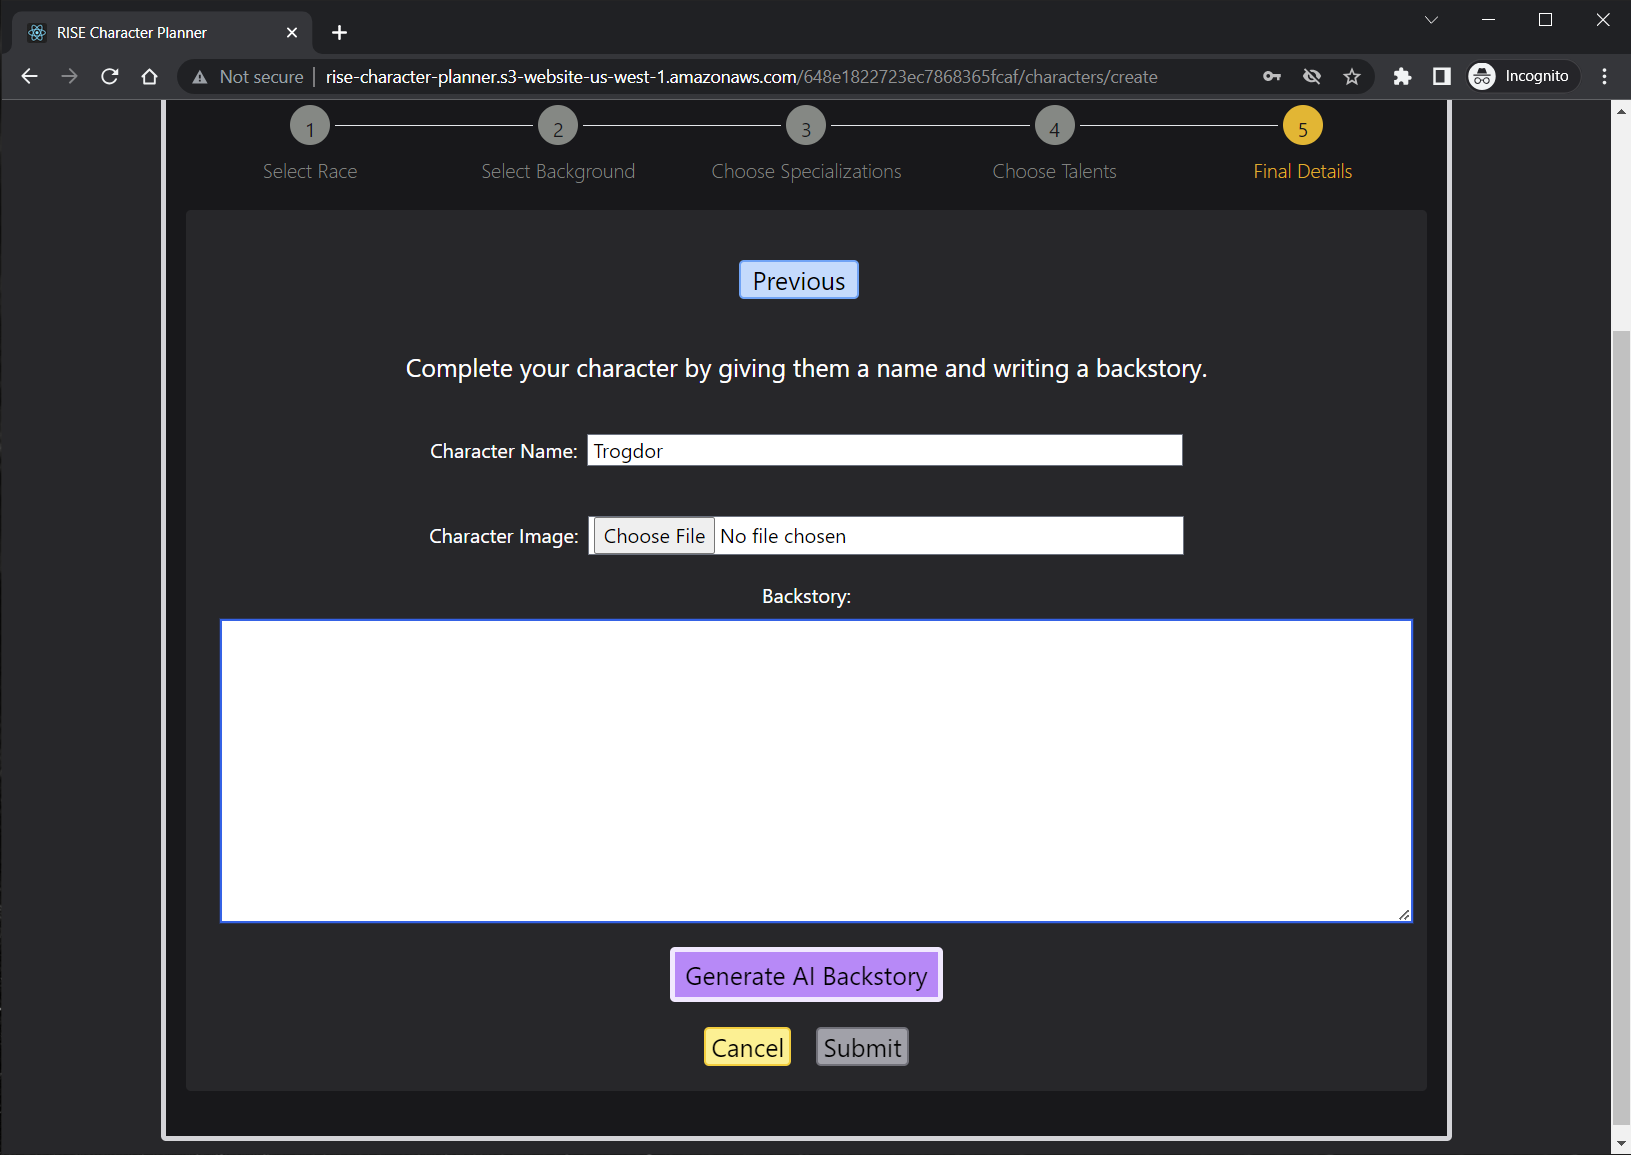 RISE Character Planner
Not secure rise-character-planner.s3-website-us-west-1.amazonaws.com/648e1822723ec7868365fcaf/characters/create Incognito
1 2 3 4 5
Select Race Select Background Choose Specializations Choose Talents Final Details
Previous
Complete your character by giving them a name and writing a backstory.
Character Name: Trogdor
Character Image: Choose File No file chosen
Backstory:
Generate AI Backstory
Cancel Submit